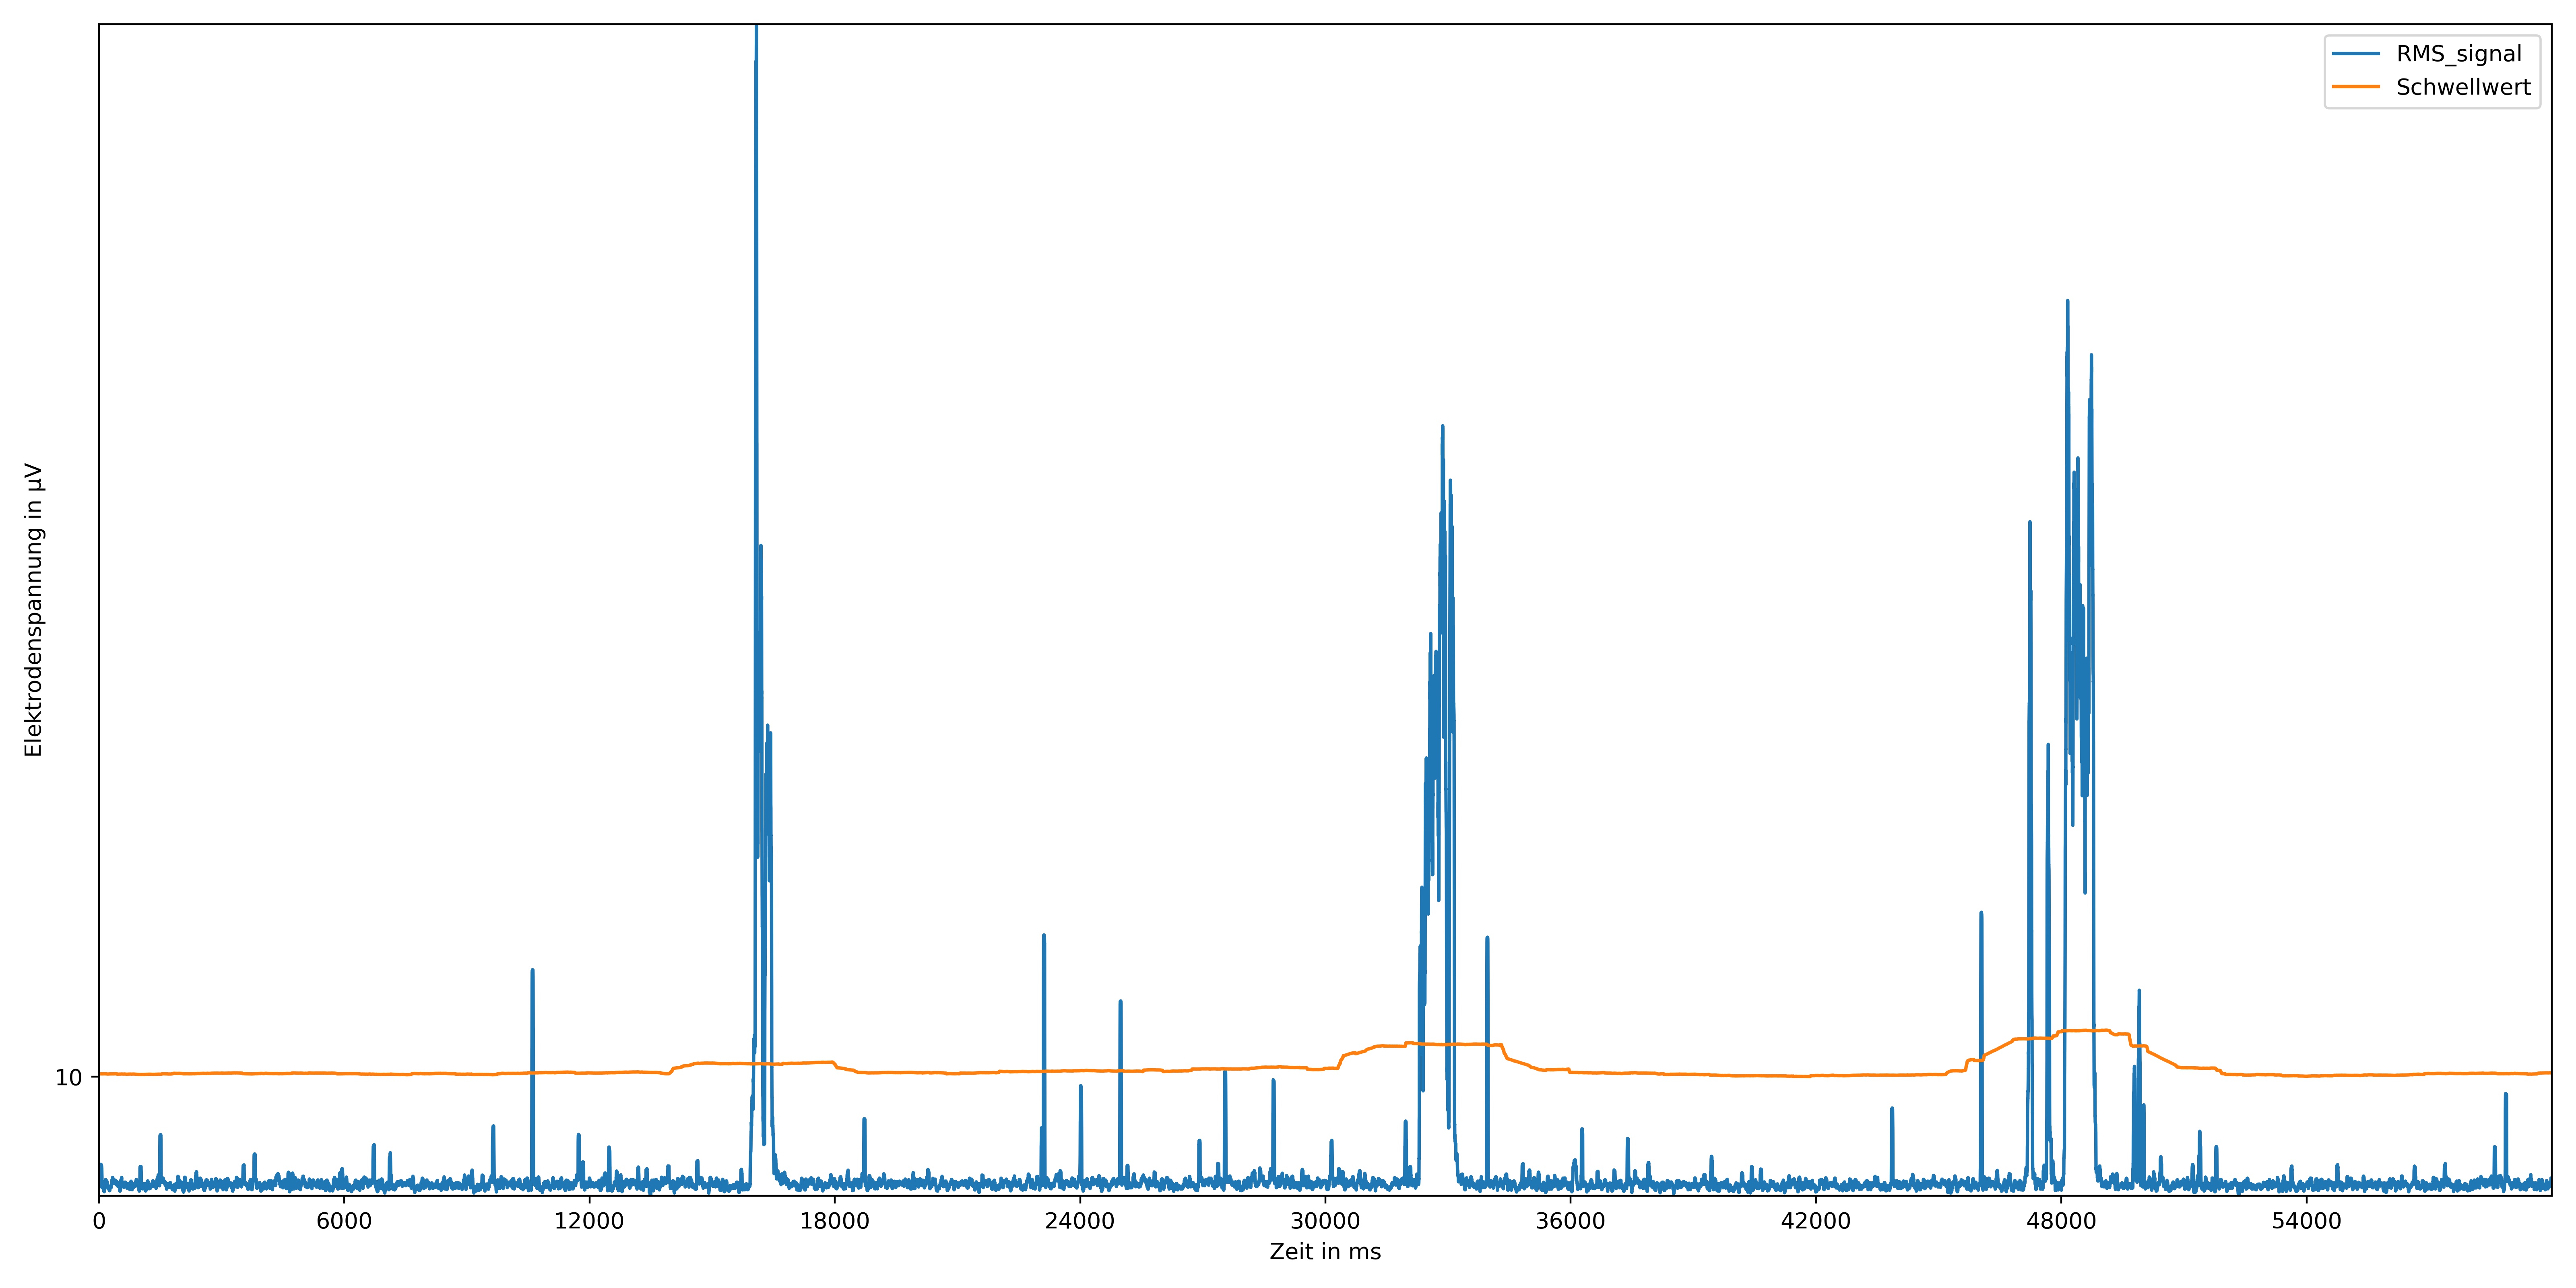 RMS_signal
Schwellwert
Elektrodenspannung in µV
10
0 6000 12000 18000 24000 30000 36000 42000 48000 54000
Zeit in ms